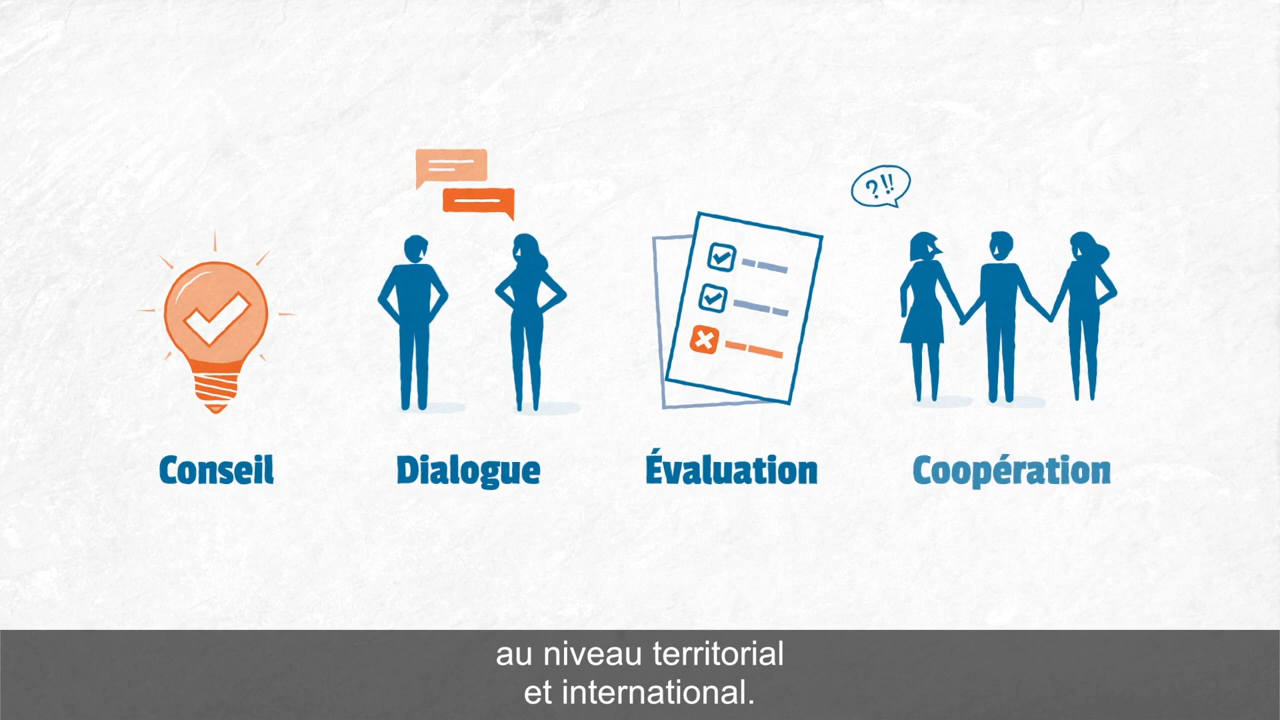 ?!!
Conseil
Dialogue
Évaluation
Coopération
au niveau territorial
et international.